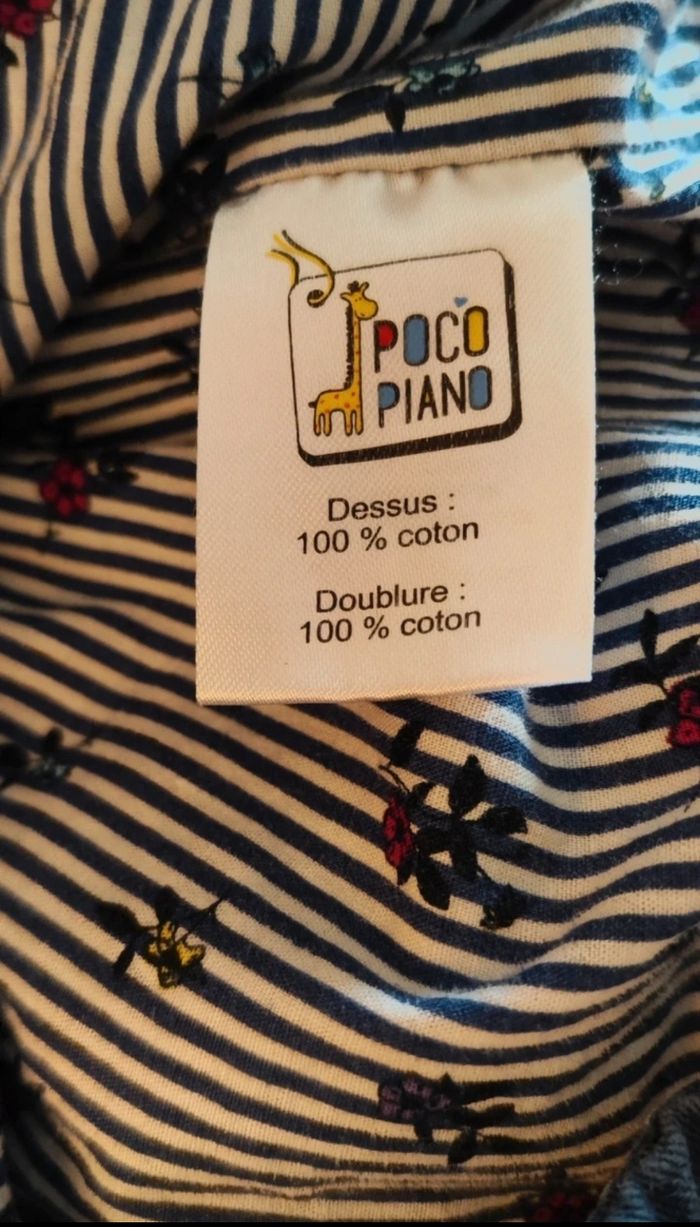 POCO
PIANO
Dessus :
100 % coton
Doublure :
100 % coton